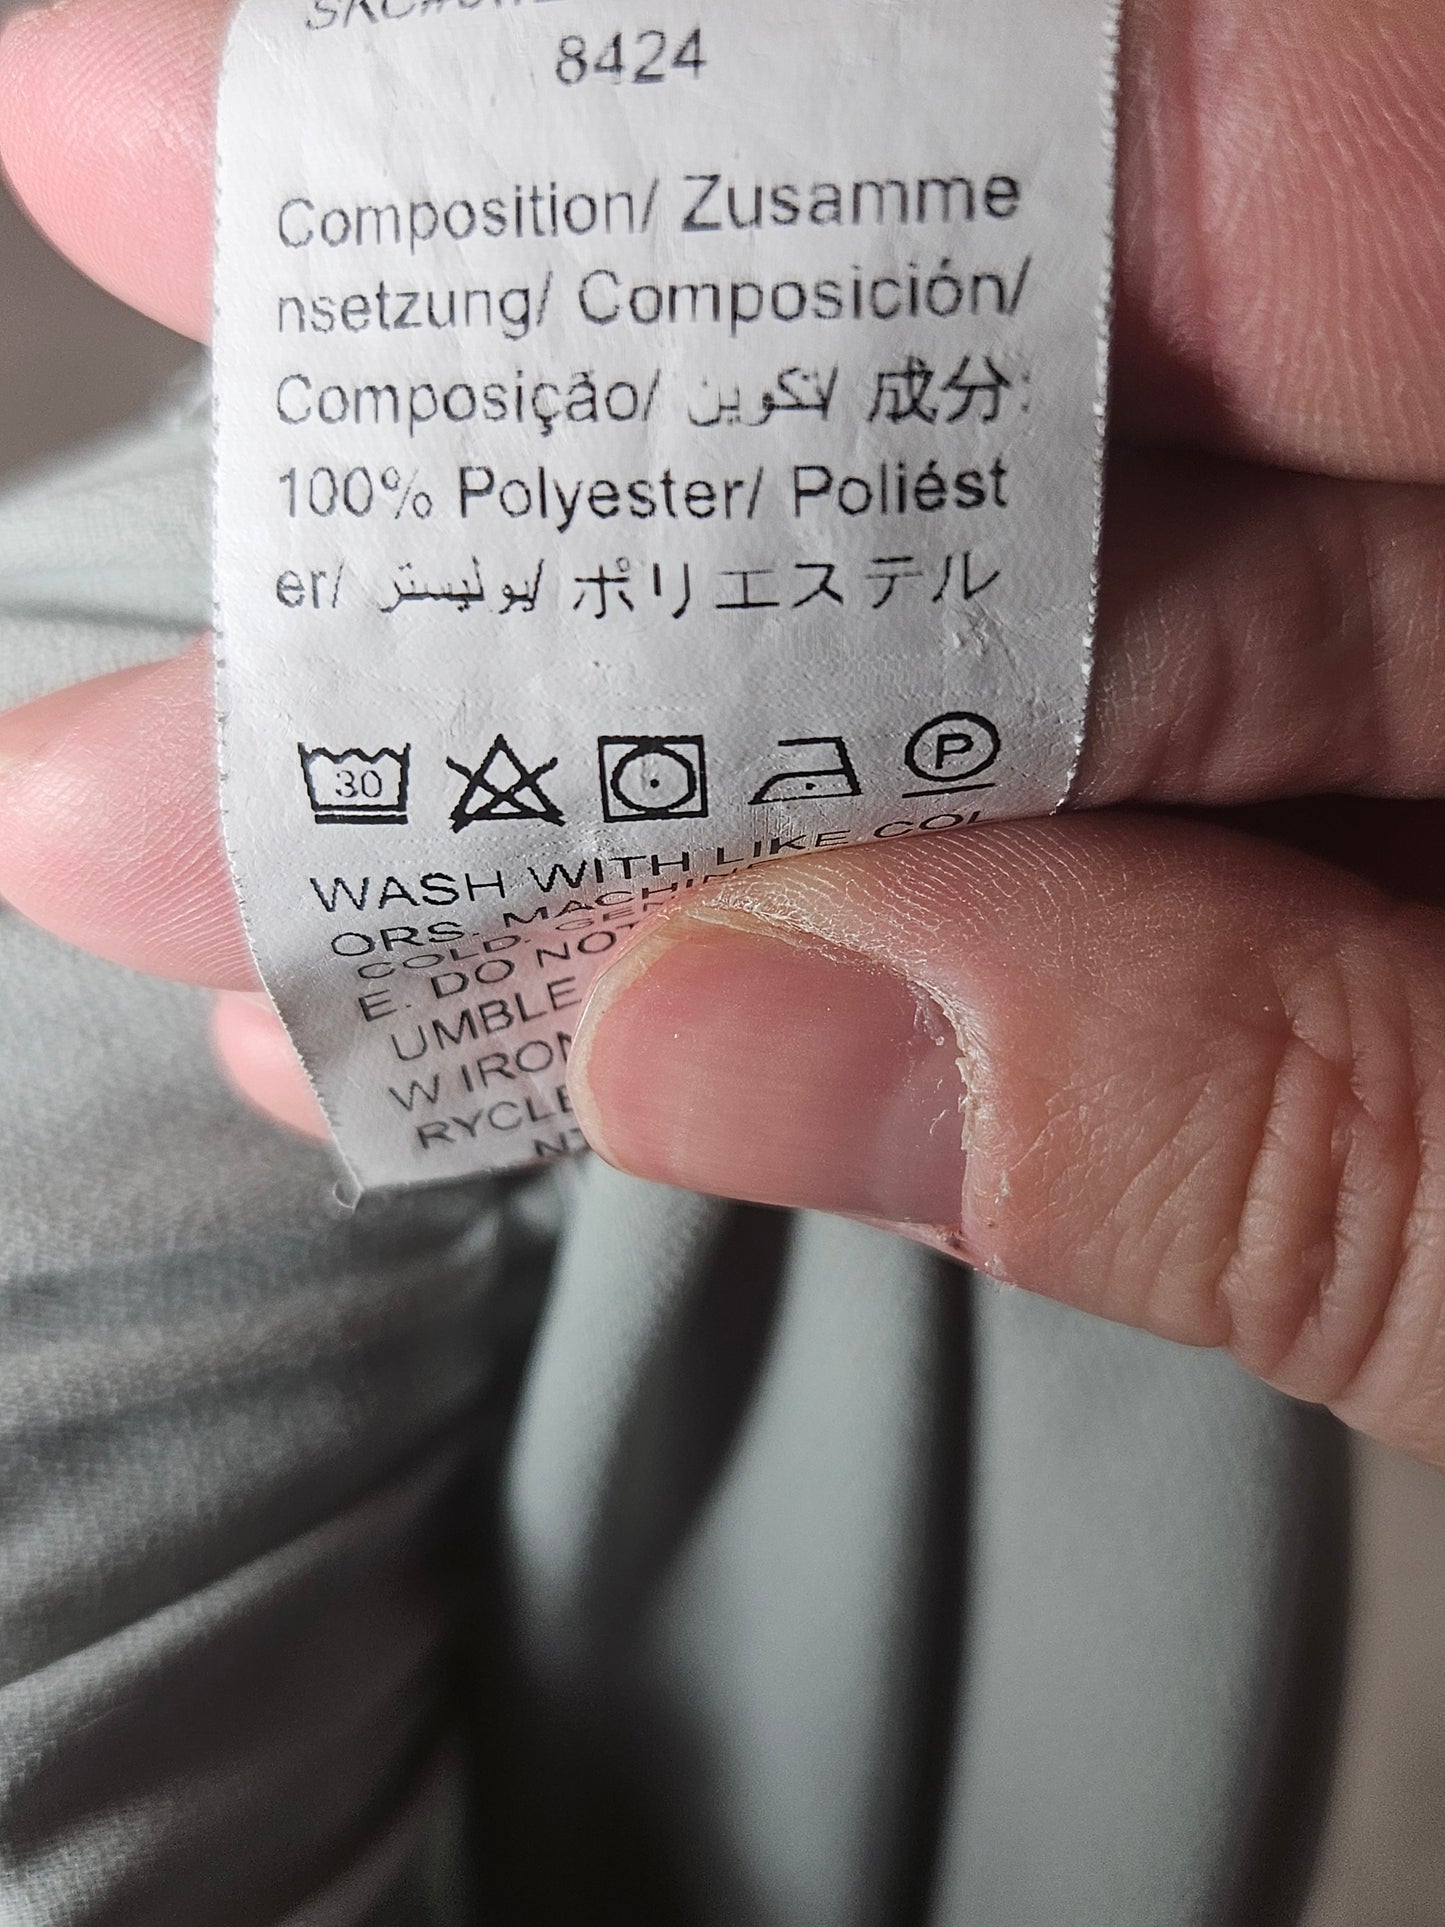 8424
Composition/ Zusamme
nsetzung/ Composición/
Composição/ تكوين/ 成分:
100% Polyester/ Poliést
er/ بوليستر/ ポリエステル
30 P
WASH WITH LIKE COL
ORS. MACHINE
COLD. GEN
E. DO NOT
UMBLE
W IRON
RYCLE